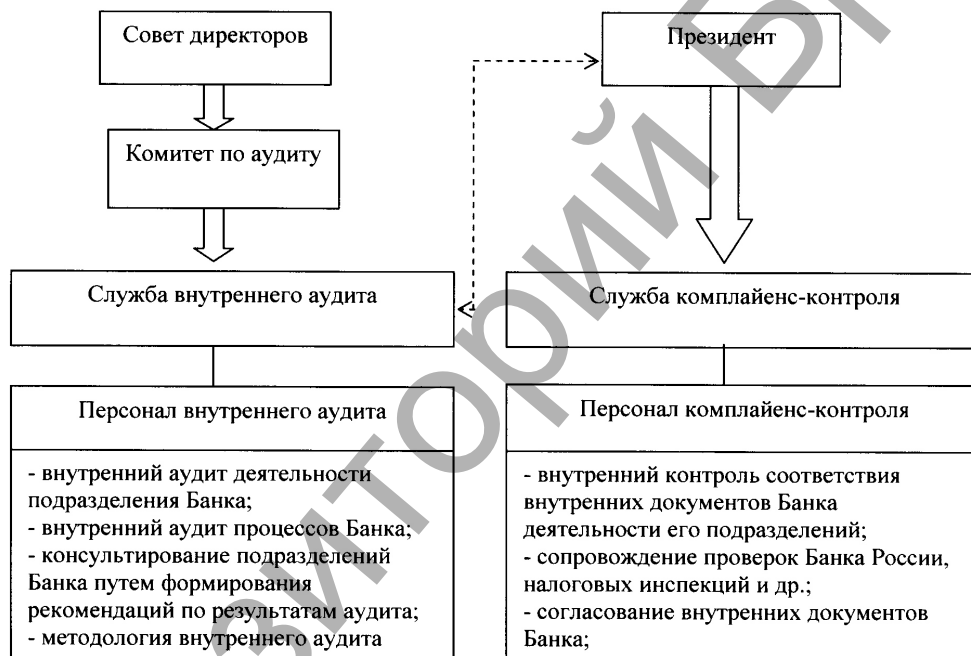 Совет директоров
Президент
Комитет по аудиту
Служба внутреннего аудита
Служба комплайенс-контроля
Персонал внутреннего аудита
- внутренний аудит деятельности
подразделения Банка;
- внутренний аудит процессов Банка;
- консультирование подразделений
Банка путем формирования
рекомендаций по результатам аудита;
- методология внутреннего аудита
Персонал комплайенс-контроля
- внутренний контроль соответствия
внутренних документов Банка
деятельности его подразделений;
- сопровождение проверок Банка России,
налоговых инспекций и др.;
- согласование внутренних документов
Банка;